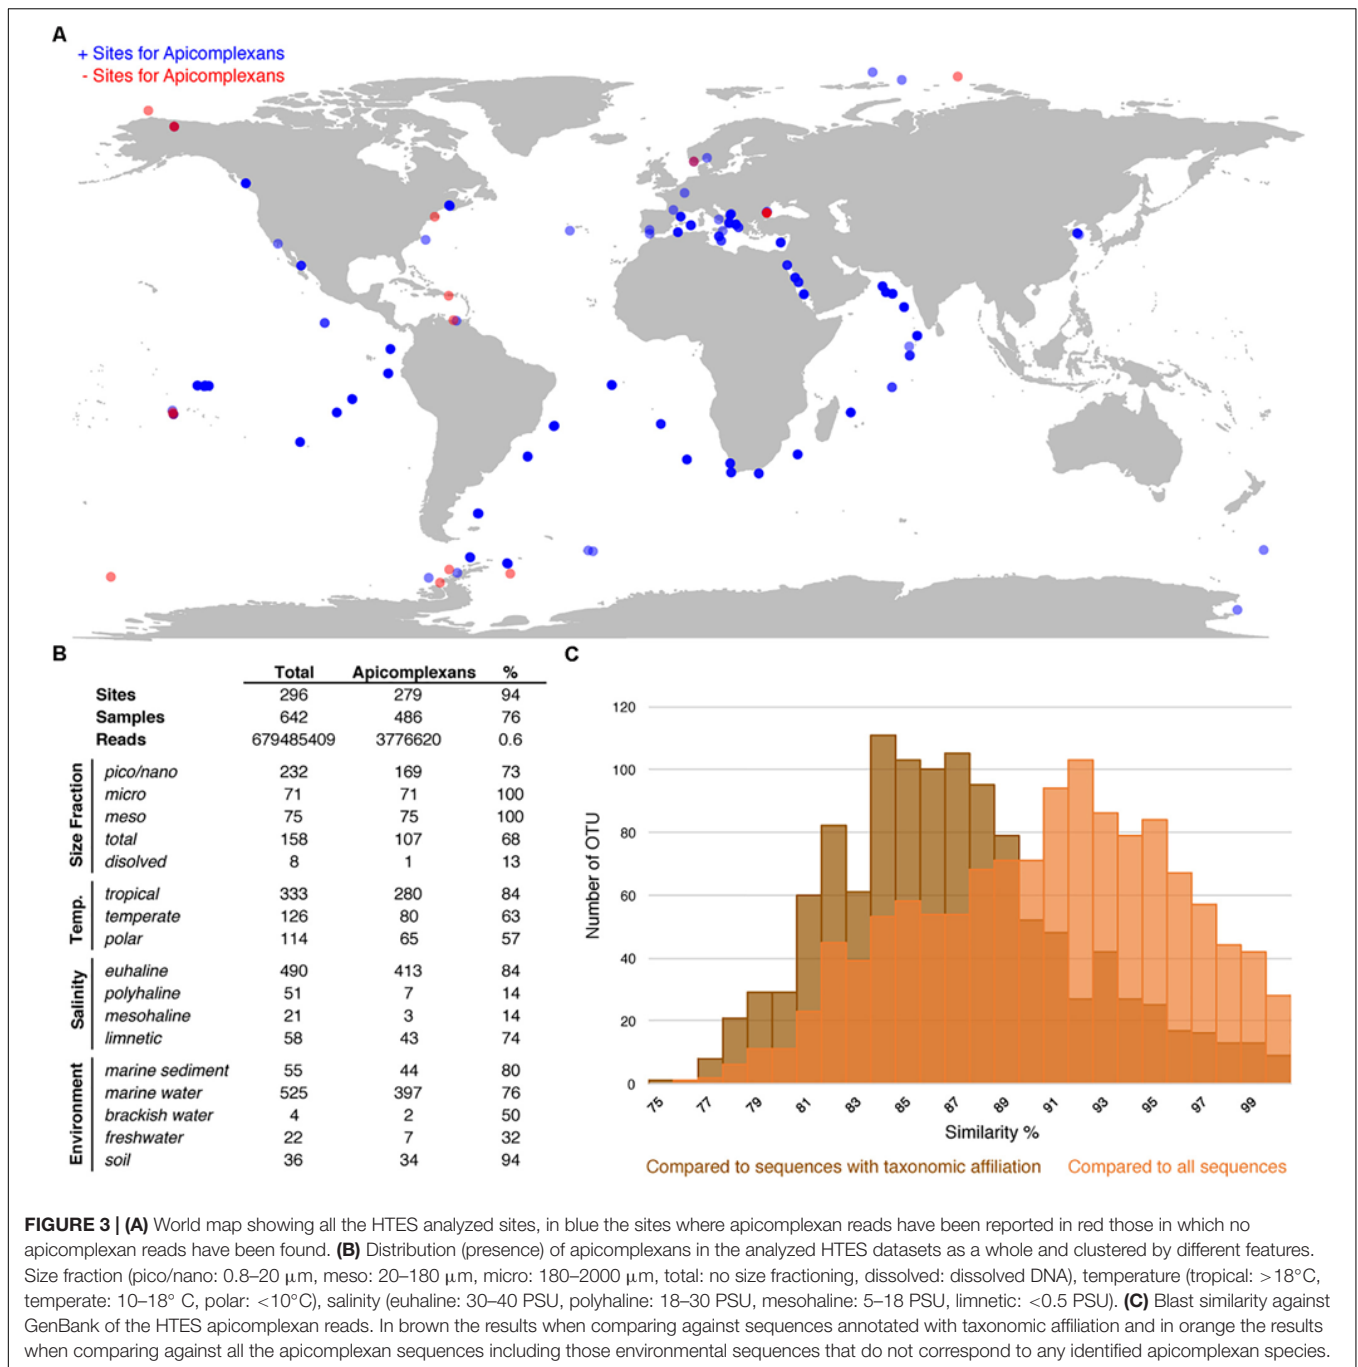 A
+ Sites for Apicomplexans
- Sites for Apicomplexans
B
Total Apicomplexans %
Sites 296 279 94
Samples 642 486 76
Reads 679485409 3776620 0.6
Size Fraction
pico/nano 232 169 73
micro 71 71 100
meso 75 75 100
total 158 107 68
disolved 8 1 13
Temp.
tropical 333 280 84
temperate 126 80 63
polar 114 65 57
Salinity
euhaline 490 413 84
polyhaline 51 7 14
mesohaline 21 3 14
limnetic 58 43 74
Environment
marine sediment 55 44 80
marine water 525 397 76
brackish water 4 2 50
freshwater 22 7 32
soil 36 34 94
C
120
100
80
60
40
20
0
Number of OTU
75 77 79 81 83 85 87 89 91 93 95 97 99
Similarity %
Compared to sequences with taxonomic affiliation Compared to all sequences
FIGURE 3 | (A) World map showing all the HTES analyzed sites, in blue the sites where apicomplexan reads have been reported in red those in which no
apicomplexan reads have been found. (B) Distribution (presence) of apicomplexans in the analyzed HTES datasets as a whole and clustered by different features.
Size fraction (pico/nano: 0.8–20 μm, meso: 20–180 μm, micro: 180–2000 μm, total: no size fractioning, dissolved: dissolved DNA), temperature (tropical: >18°C,
temperate: 10–18° C, polar: <10°C), salinity (euhaline: 30–40 PSU, polyhaline: 18–30 PSU, mesohaline: 5–18 PSU, limnetic: <0.5 PSU). (C) Blast similarity against
GenBank of the HTES apicomplexan reads. In brown the results when comparing against sequences annotated with taxonomic affiliation and in orange the results
when comparing against all the apicomplexan sequences including those environmental sequences that do not correspond to any identified apicomplexan species.